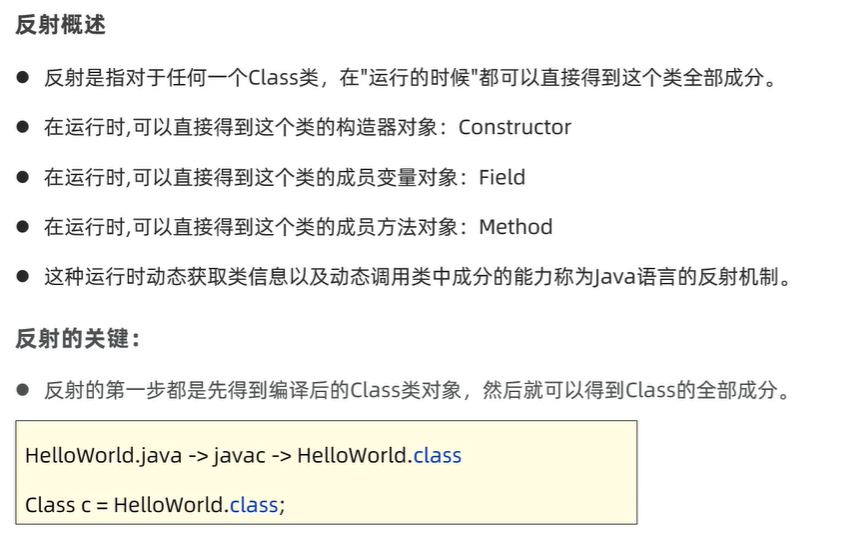 反射概述
● 反射是指对于任何一个Class类，在"运行的时候"都可以直接得到这个类全部成分。
● 在运行时,可以直接得到这个类的构造器对象：Constructor
● 在运行时,可以直接得到这个类的成员变量对象：Field
● 在运行时,可以直接得到这个类的成员方法对象：Method
● 这种运行时动态获取类信息以及动态调用类中成分的能力称为Java语言的反射机制。
反射的关键：
● 反射的第一步都是先得到编译后的Class类对象，然后就可以得到Class的全部成分。
HelloWorld.java -> javac -> HelloWorld.class
Class c = HelloWorld.class;